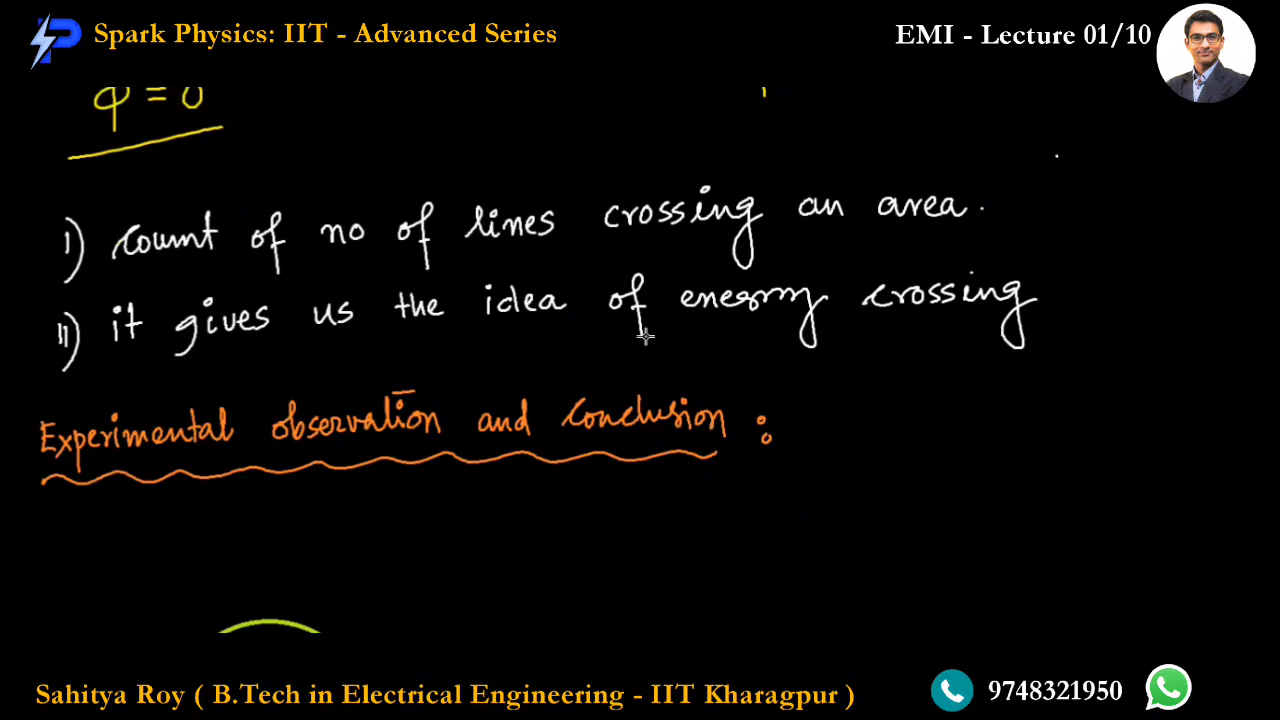 Spark Physics: IIT - Advanced Series
EMI - Lecture 01/10
φ = 0
I) Count of no of lines crossing an area.
II) it gives us the idea of energy crossing
Experimental observation and conclusion :
Sahitya Roy ( B.Tech in Electrical Engineering - IIT Kharagpur )
9748321950